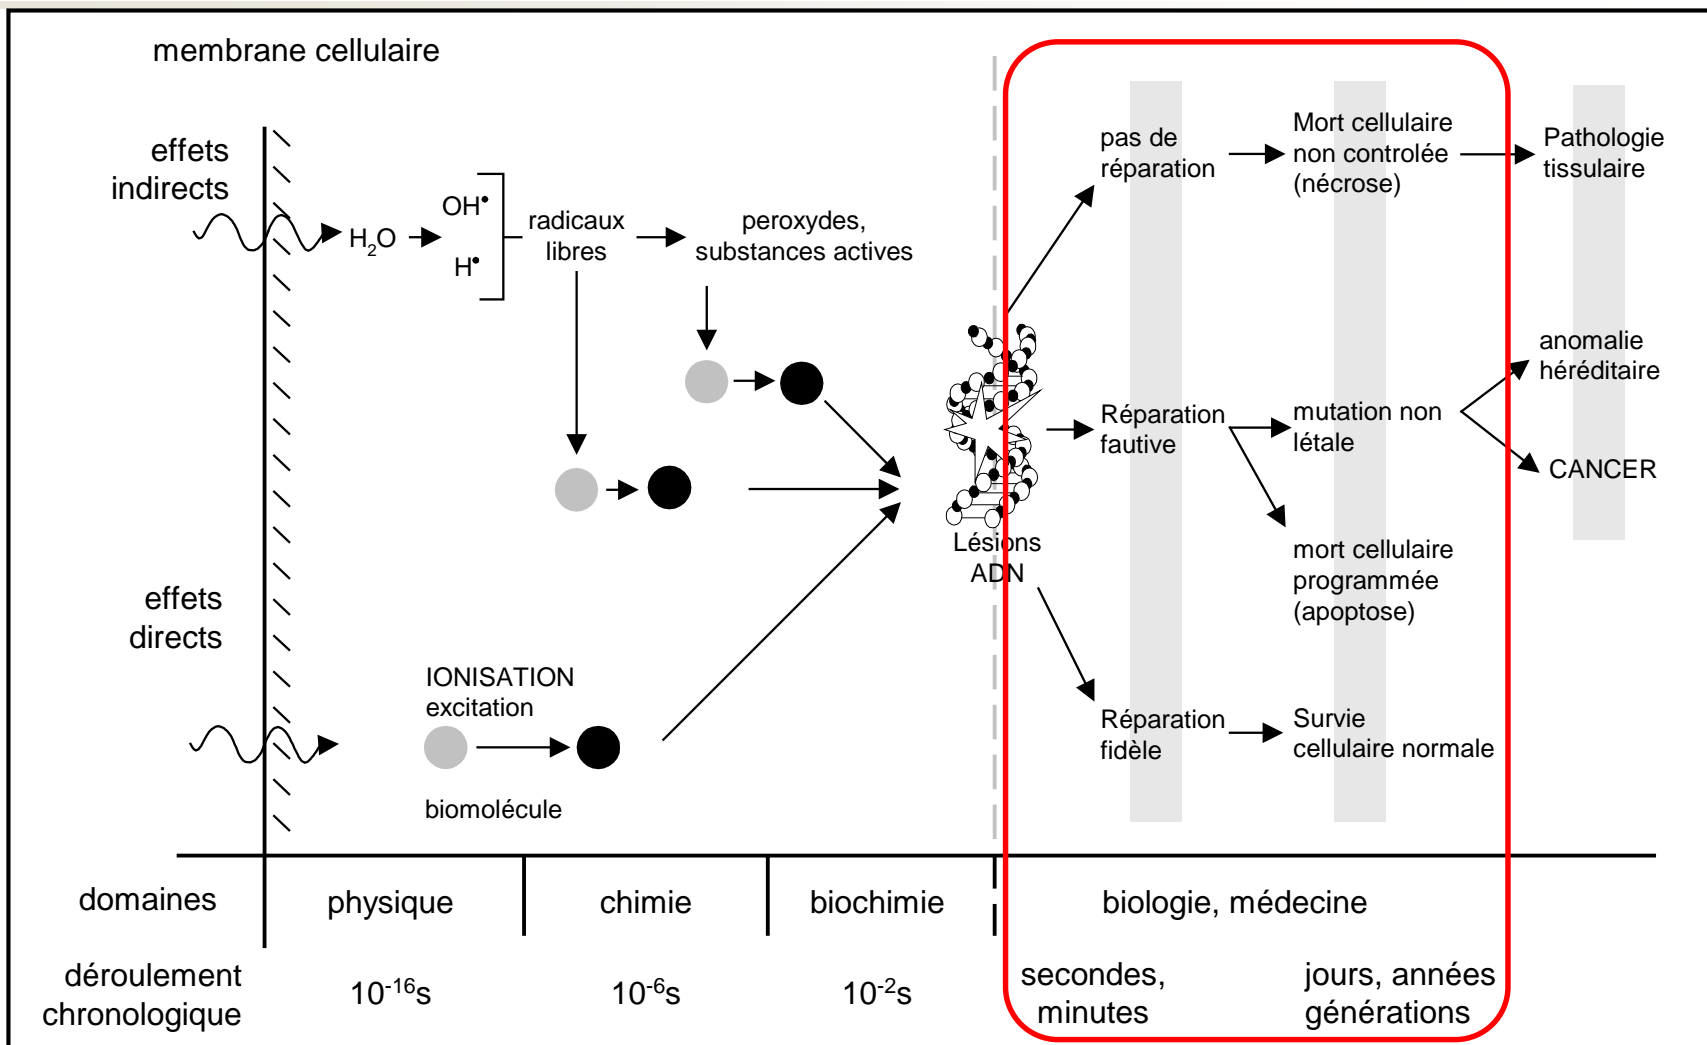 membrane cellulaire
effets
indirects
H₂O
OH•
H•
radicaux
libres
peroxydes,
substances actives
effets
directs
IONISATION
excitation
biomolécule
Lésions
ADN
pas de
réparation
Mort cellulaire
non controlée
(nécrose)
Pathologie
tissulaire
Réparation
fautive
mutation non
létale
anomalie
héréditaire
CANCER
mort cellulaire
programmée
(apoptose)
Réparation
fidèle
Survie
cellulaire normale
domaines
physique
chimie
biochimie
biologie, médecine
déroulement
chronologique
10⁻¹⁶s
10⁻⁶s
10⁻²s
secondes,
minutes
jours, années
générations